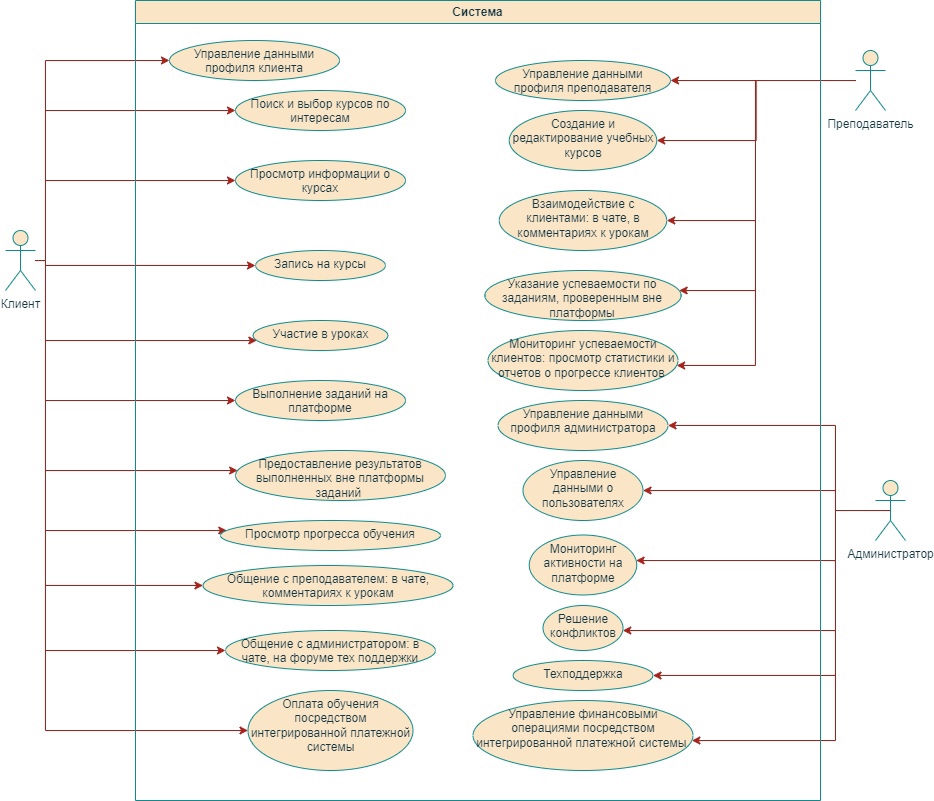 Система
Клиент
Управление данными
профиля клиента
Поиск и выбор курсов по
интересам
Просмотр информации о
курсах
Запись на курсы
Участие в уроках
Выполнение заданий на
платформе
Предоставление результатов
выполненных вне платформы
заданий
Просмотр прогресса обучения
Общение с преподавателем: в чате,
комментариях к урокам
Общение с администратором: в
чате, на форуме тех поддержки
Оплата обучения
посредством
интегрированной платежной
системы
Управление данными
профиля преподавателя
Создание и
редактирование учебных
курсов
Взаимодействие с
клиентами: в чате, в
комментариях к урокам
Указание успеваемости по
заданиям, проверенным вне
платформы
Мониторинг успеваемости
клиентов: просмотр статистики и
отчетов о прогрессе клиентов
Управление данными
профиля администратора
Управление
данными о
пользователях
Мониторинг
активности на
платформе
Решение
конфликтов
Техподдержка
Управление финансовыми
операциями посредством
интегрированной платежной системы
Преподаватель
Администратор